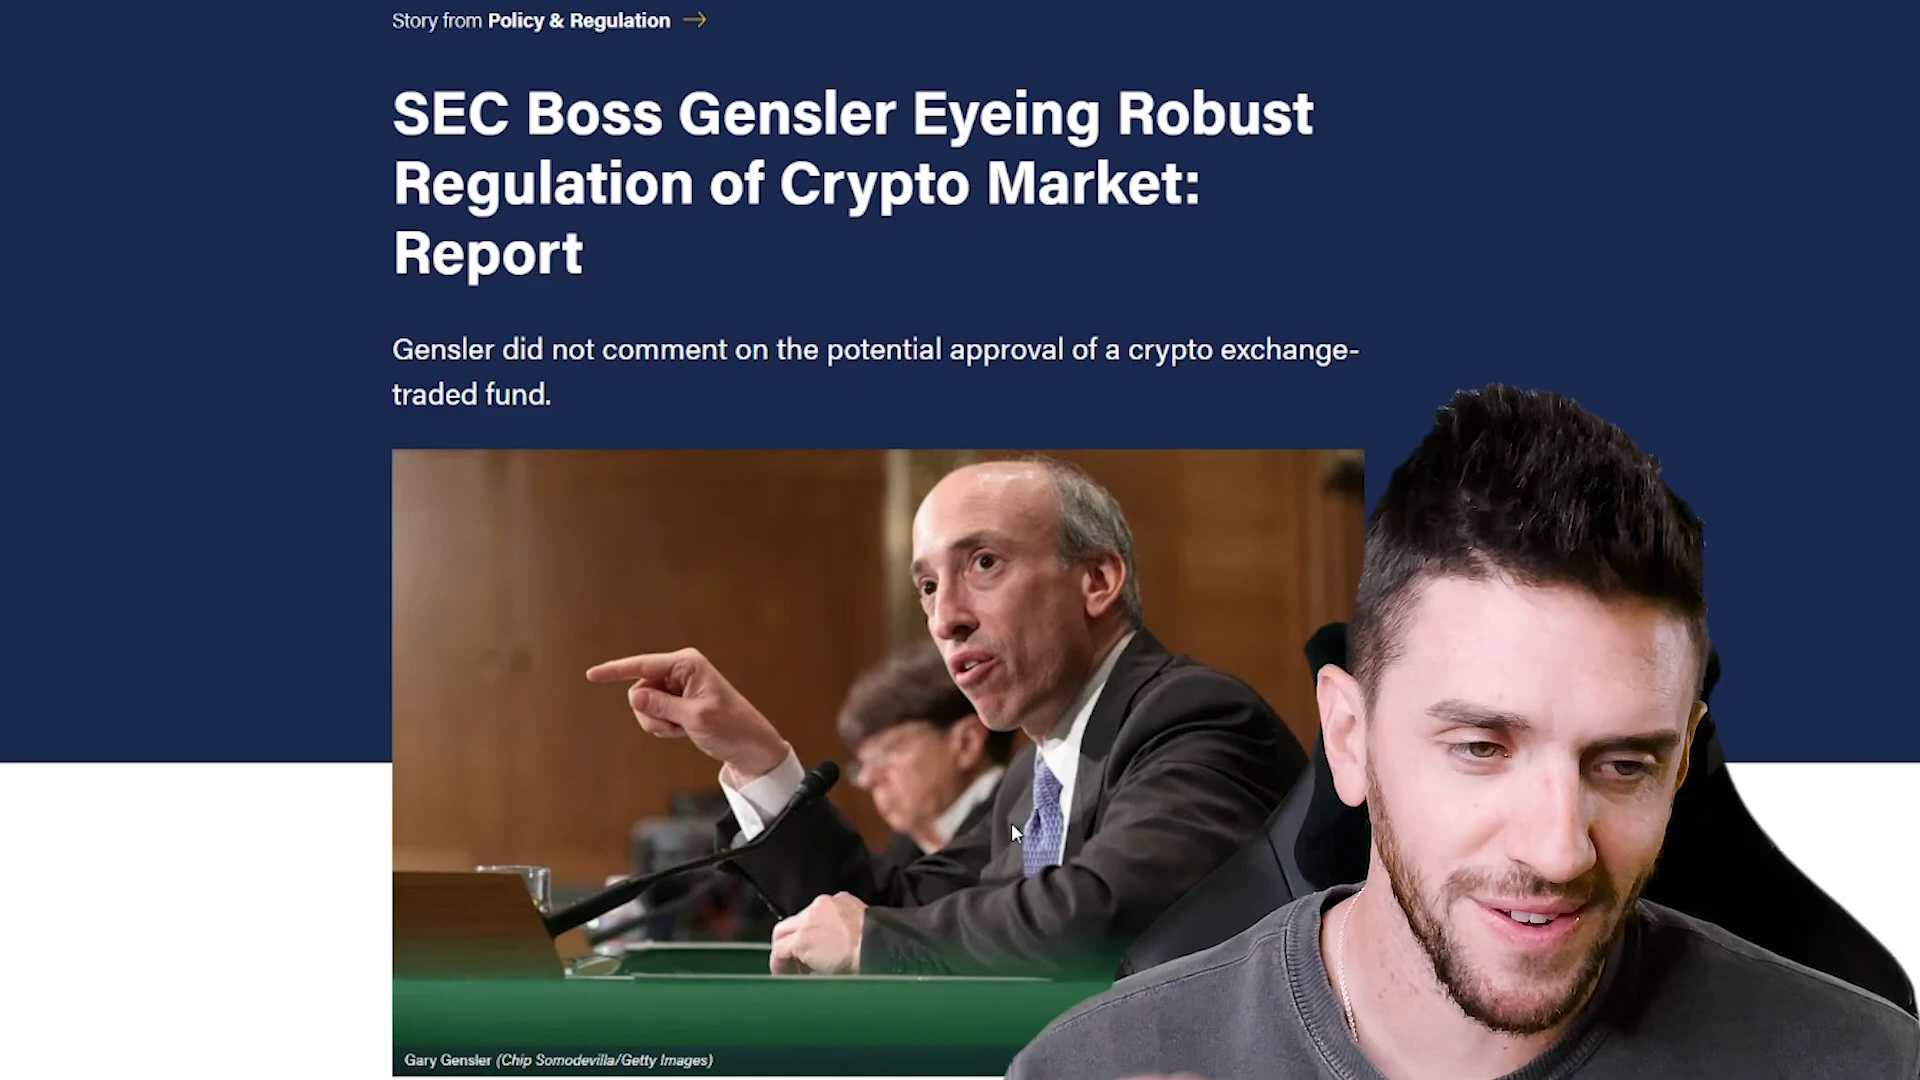 Story from Policy & Regulation →
SEC Boss Gensler Eyeing Robust
Regulation of Crypto Market:
Report
Gensler did not comment on the potential approval of a crypto exchange-
traded fund.
Gary Gensler (Chip Somodevilla/Getty Images)